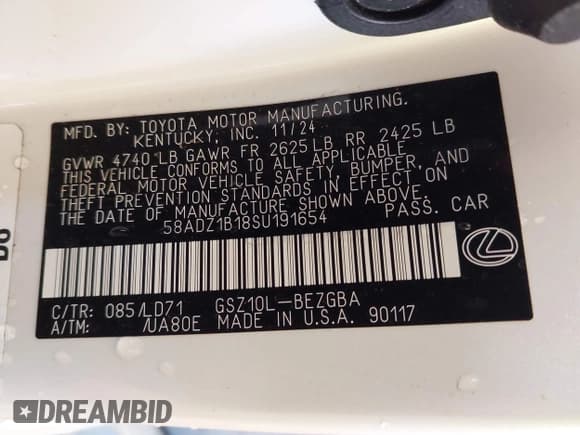 MFD. BY: TOYOTA MOTOR MANUFACTURING,
KENTUCKY, INC. 11/24
GVWR 4740 LB GAWR FR 2625 LB RR 2425 LB
THIS VEHICLE CONFORMS TO ALL APPLICABLE
FEDERAL MOTOR VEHICLE SAFETY, BUMPER, AND
THEFT PREVENTION STANDARDS IN EFFECT ON
THE DATE OF MANUFACTURE SHOWN ABOVE.
58ADZ1B18SU191654 PASS. CAR
C/TR: 085/LD71 GSZ10L-BEZGBA
A/TM: /UA80E MADE IN U.S.A. 90117
DREAMBID